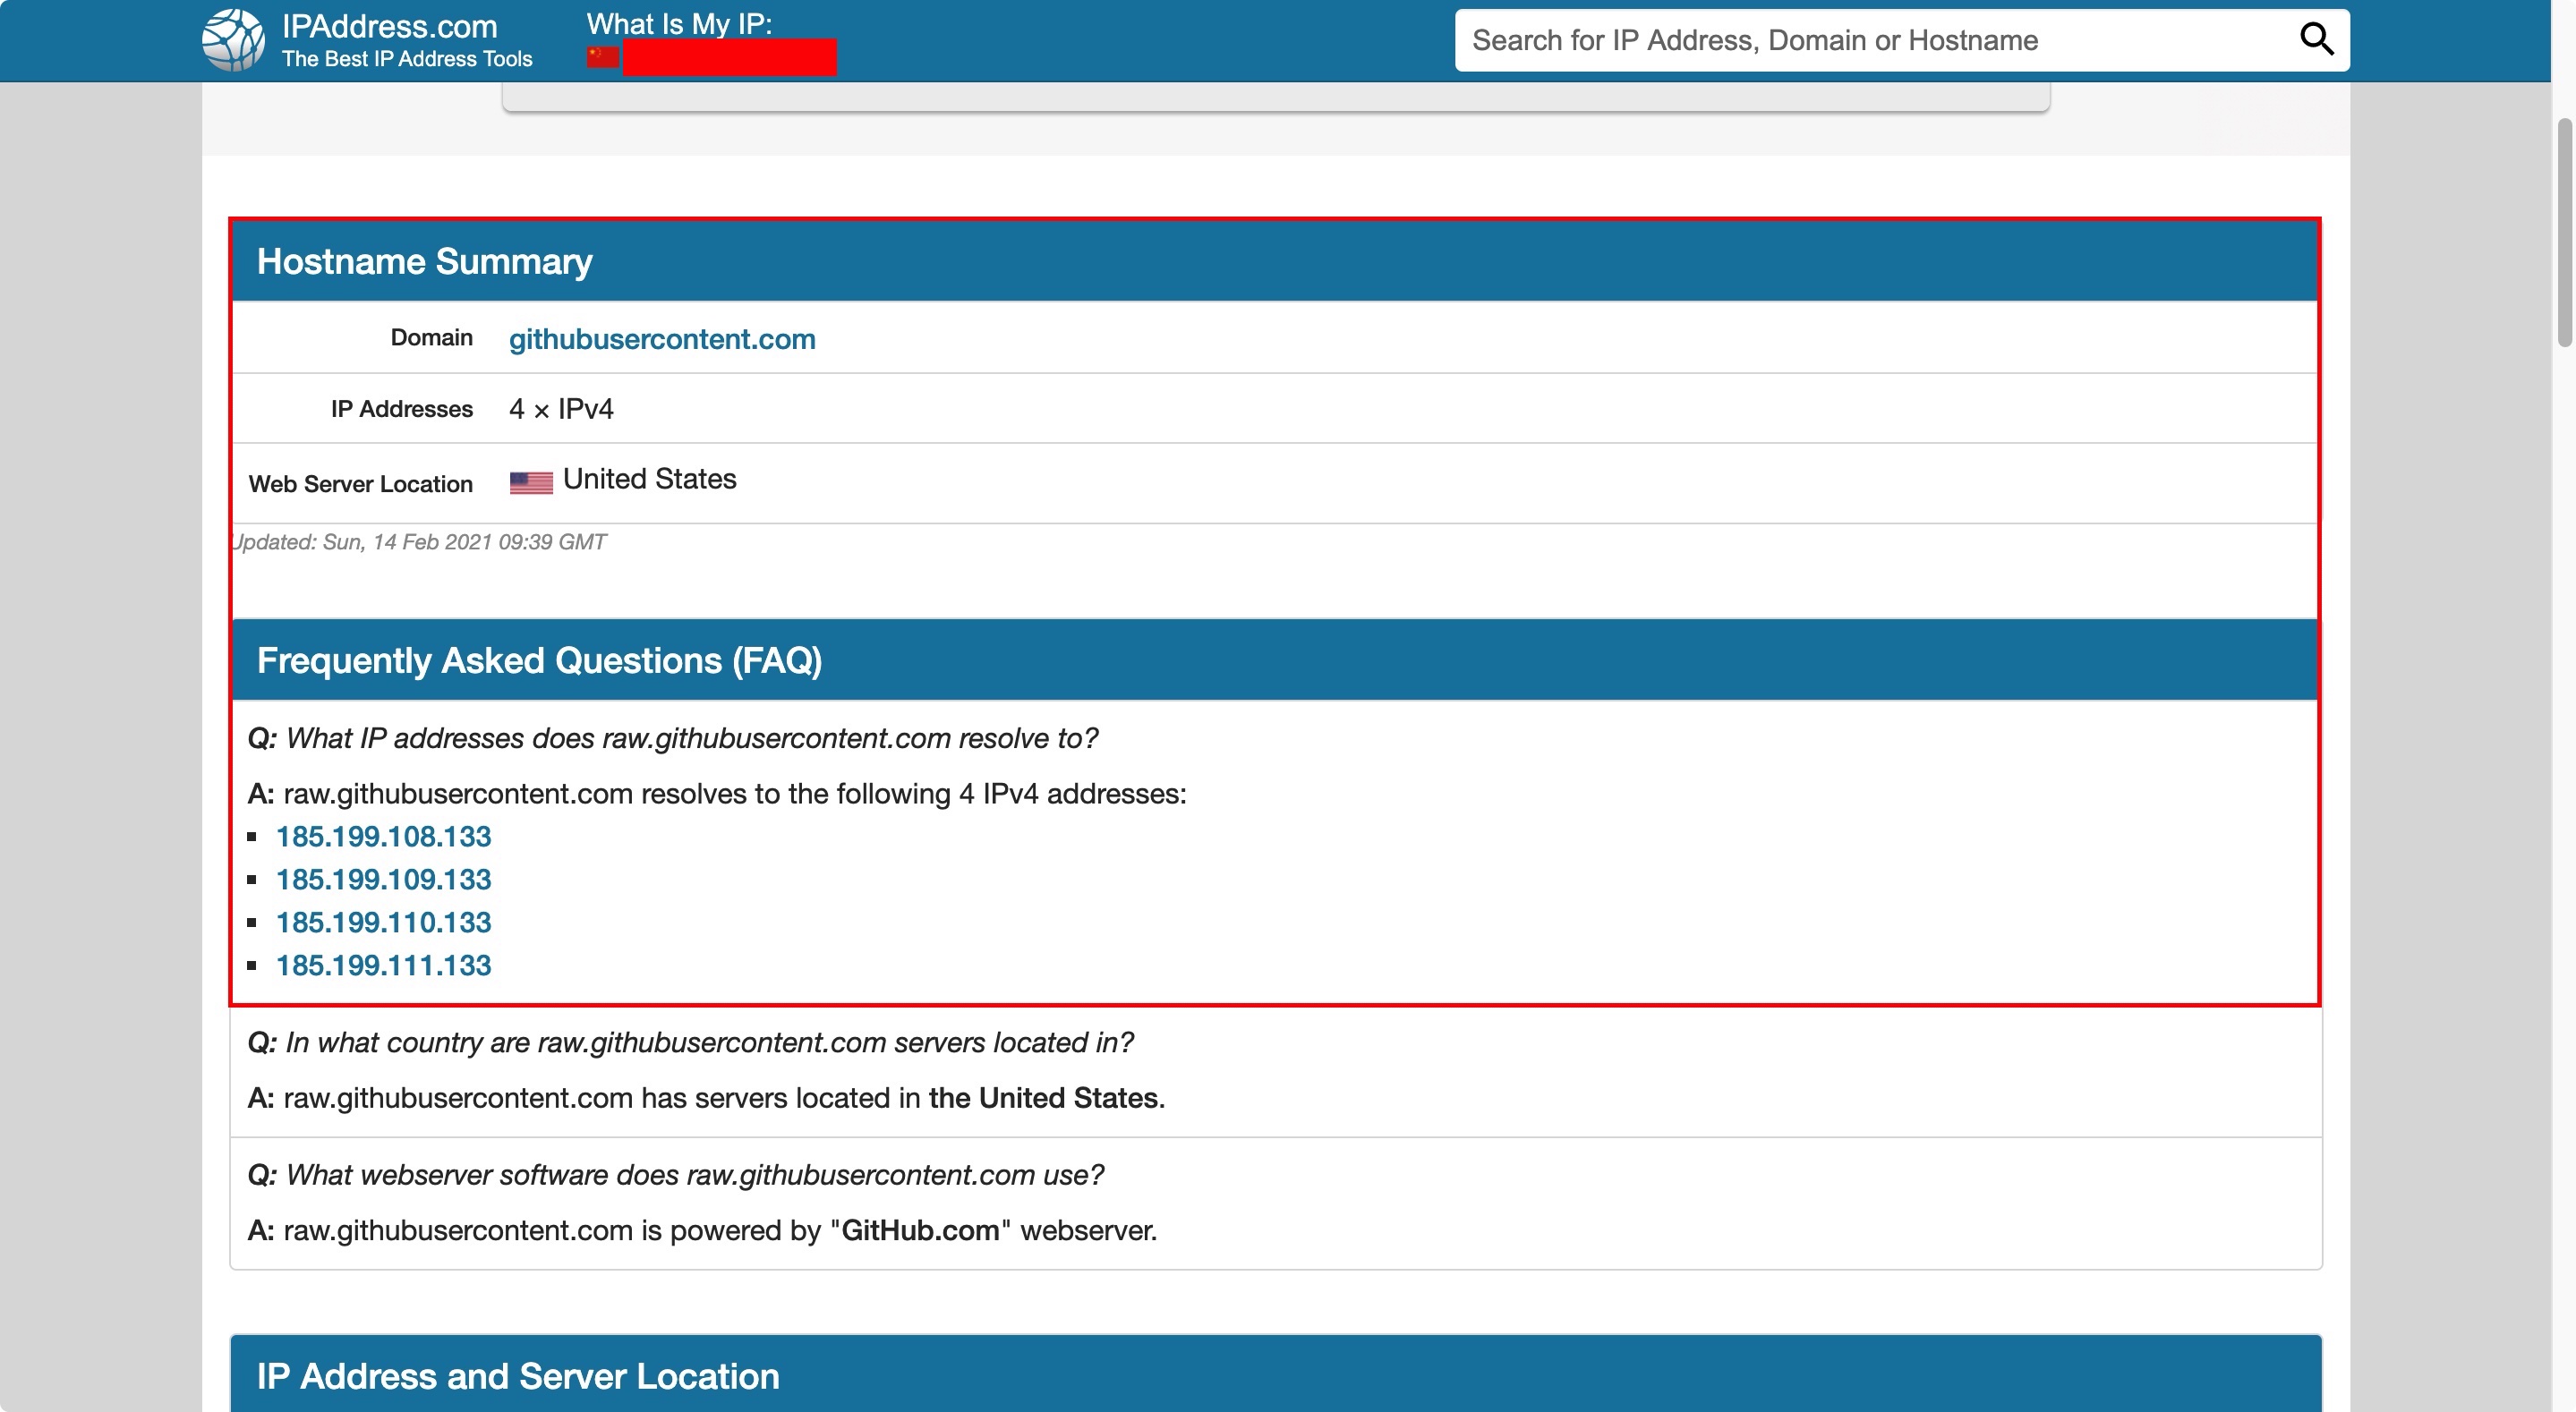 IPAddress.com
The Best IP Address Tools
What Is My IP:
Search for IP Address, Domain or Hostname
Hostname Summary
Domain githubusercontent.com
IP Addresses 4 × IPv4
Web Server Location United States
Updated: Sun, 14 Feb 2021 09:39 GMT
Frequently Asked Questions (FAQ)
Q: What IP addresses does raw.githubusercontent.com resolve to?
A: raw.githubusercontent.com resolves to the following 4 IPv4 addresses:
▪ 185.199.108.133
▪ 185.199.109.133
▪ 185.199.110.133
▪ 185.199.111.133
Q: In what country are raw.githubusercontent.com servers located in?
A: raw.githubusercontent.com has servers located in the United States.
Q: What webserver software does raw.githubusercontent.com use?
A: raw.githubusercontent.com is powered by "GitHub.com" webserver.
IP Address and Server Location